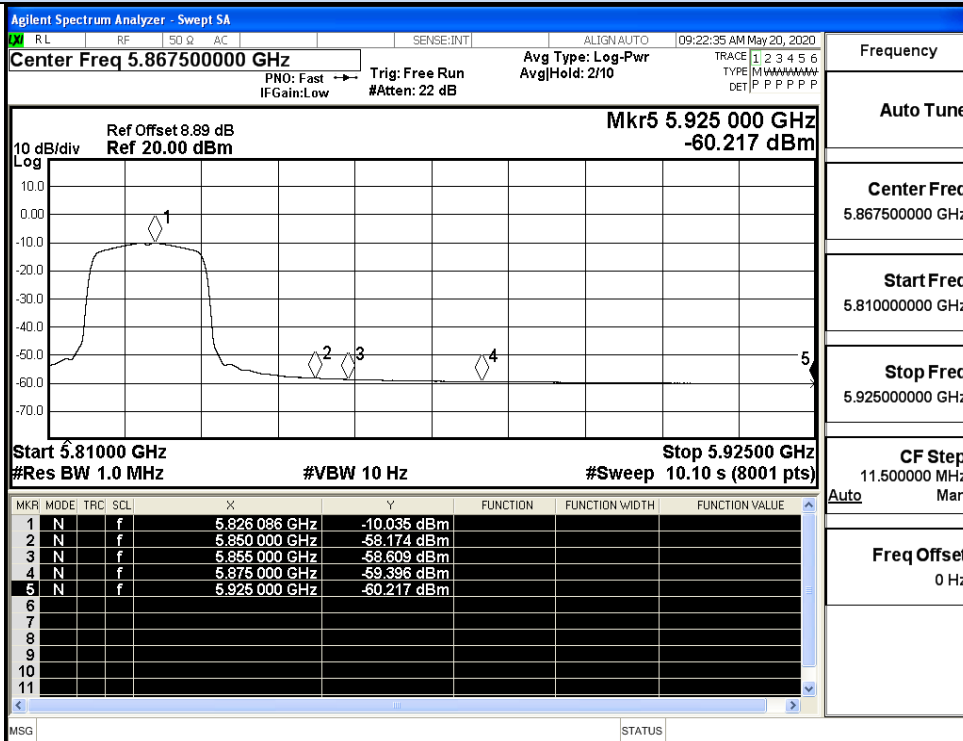 Agilent Spectrum Analyzer - Swept SA
LXI RL RF 50 Ω AC SENSE:INT ALIGN AUTO 09:22:35 AM May 20, 2020
Center Freq 5.867500000 GHz
PNO: Fast
IFGain:Low
Trig: Free Run
#Atten: 22 dB
Avg Type: Log-Pwr
Avg|Hold: 2/10
TRACE 1 2 3 4 5 6
TYPE M WWWWW
DET P P P P P P
Mkr5 5.925 000 GHz
-60.217 dBm
Ref Offset 8.89 dB
10 dB/div Ref 20.00 dBm
Log
10.0
0.00
-10.0
-20.0
-30.0
-40.0
-50.0
-60.0
-70.0
1
2
3
4
5
Start 5.81000 GHz Stop 5.92500 GHz
#Res BW 1.0 MHz #VBW 10 Hz #Sweep 10.10 s (8001 pts)
MKR MODE TRC SCL X Y FUNCTION FUNCTION WIDTH FUNCTION VALUE
1 N f 5.826 086 GHz -10.035 dBm
2 N f 5.850 000 GHz -58.174 dBm
3 N f 5.855 000 GHz -58.609 dBm
4 N f 5.875 000 GHz -59.396 dBm
5 N f 5.925 000 GHz -60.217 dBm
6
7
8
9
10
11
MSG STATUS
Frequency
Auto Tune
Center Freq
5.867500000 GHz
Start Freq
5.810000000 GHz
Stop Freq
5.925000000 GHz
CF Step
11.500000 MHz
Auto Man
Freq Offset
0 Hz